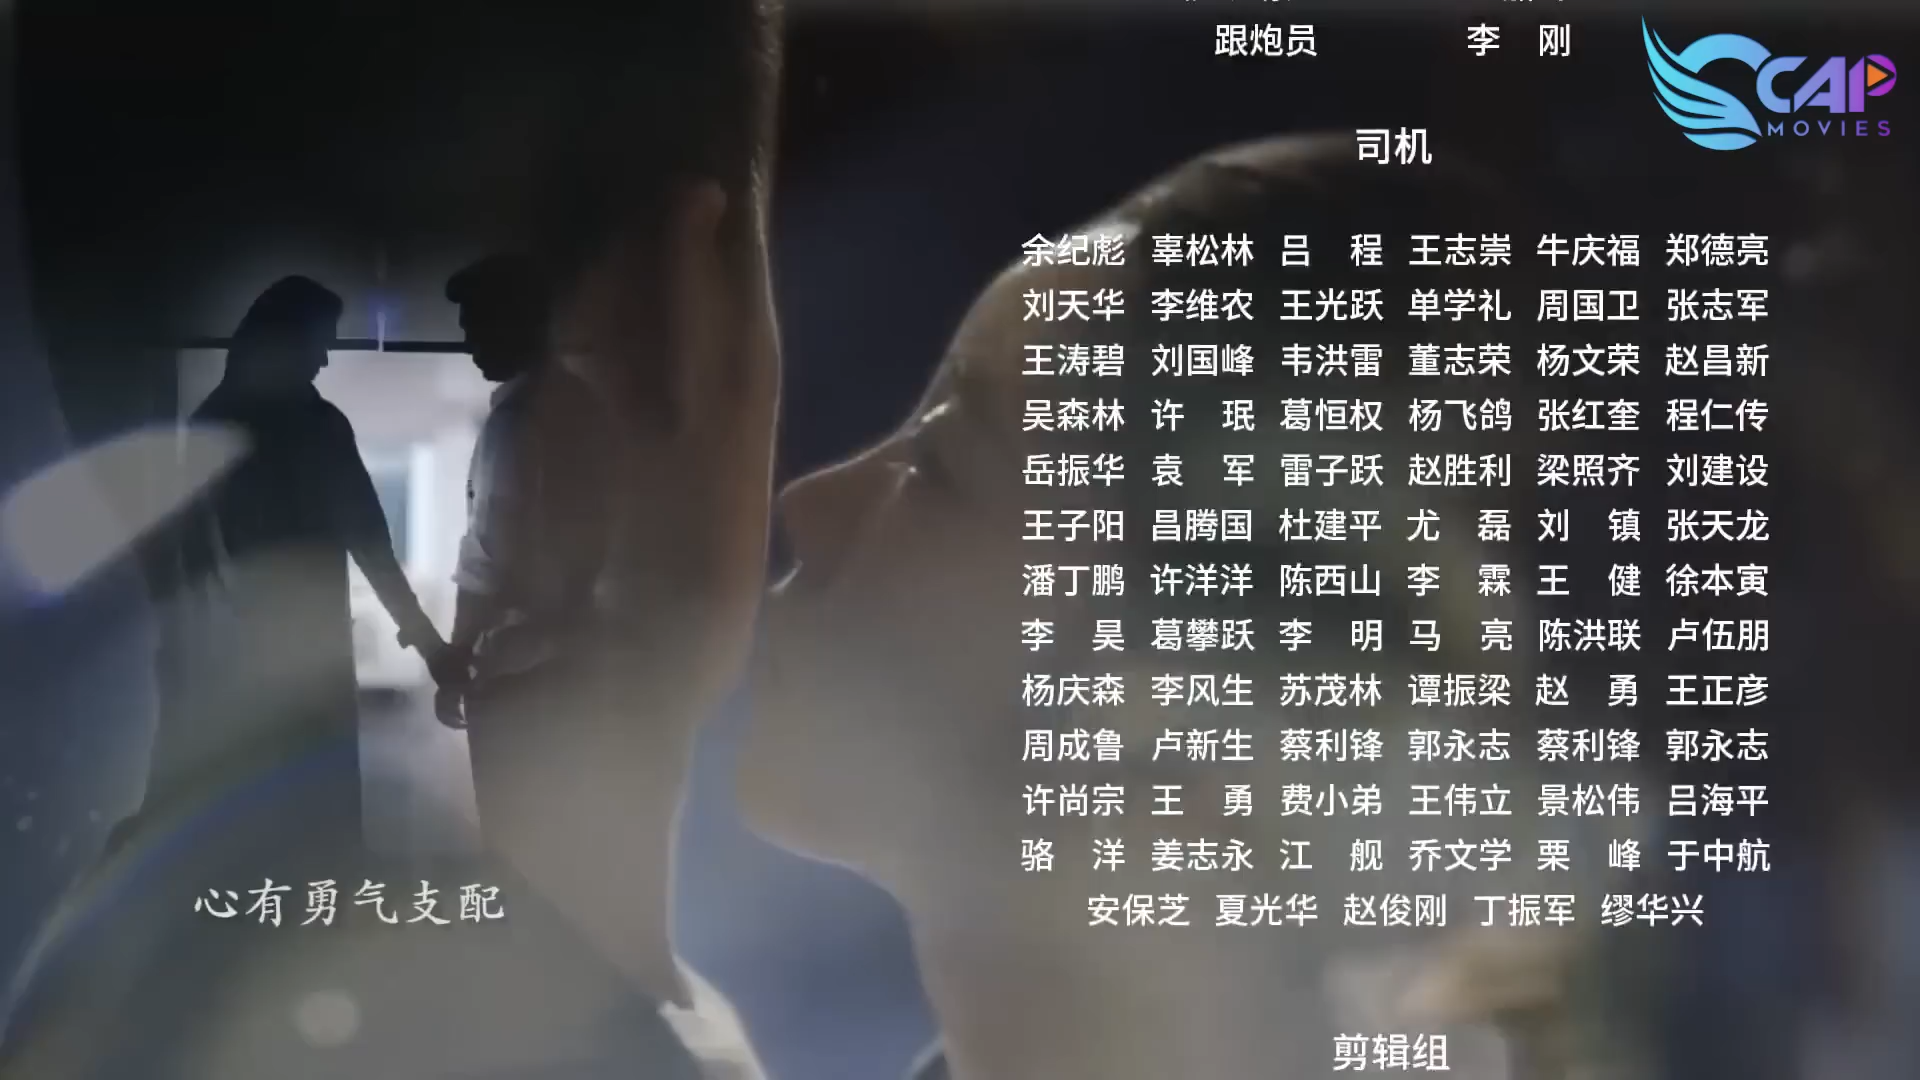 跟炮员 李 刚
CAP
MOVIES
司机
余纪彪 辜松林 吕 程 王志崇 牛庆福 郑德亮
刘天华 李维农 王光跃 单学礼 周国卫 张志军
王涛碧 刘国峰 韦洪雷 董志荣 杨文荣 赵昌新
吴森林 许 珉 葛恒权 杨飞鸽 张红奎 程仁传
岳振华 袁 军 雷子跃 赵胜利 梁照齐 刘建设
王子阳 昌腾国 杜建平 尤 磊 刘 镇 张天龙
潘丁鹏 许洋洋 陈西山 李 霖 王 健 徐本寅
李 昊 葛攀跃 李 明 马 亮 陈洪联 卢伍朋
杨庆森 李风生 苏茂林 谭振梁 赵 勇 王正彦
周成鲁 卢新生 蔡利锋 郭永志 蔡利锋 郭永志
许尚宗 王 勇 费小弟 王伟立 景松伟 吕海平
骆 洋 姜志永 江 舰 乔文学 栗 峰 于中航
安保芝 夏光华 赵俊刚 丁振军 缪华兴
心有勇气支配
剪辑组